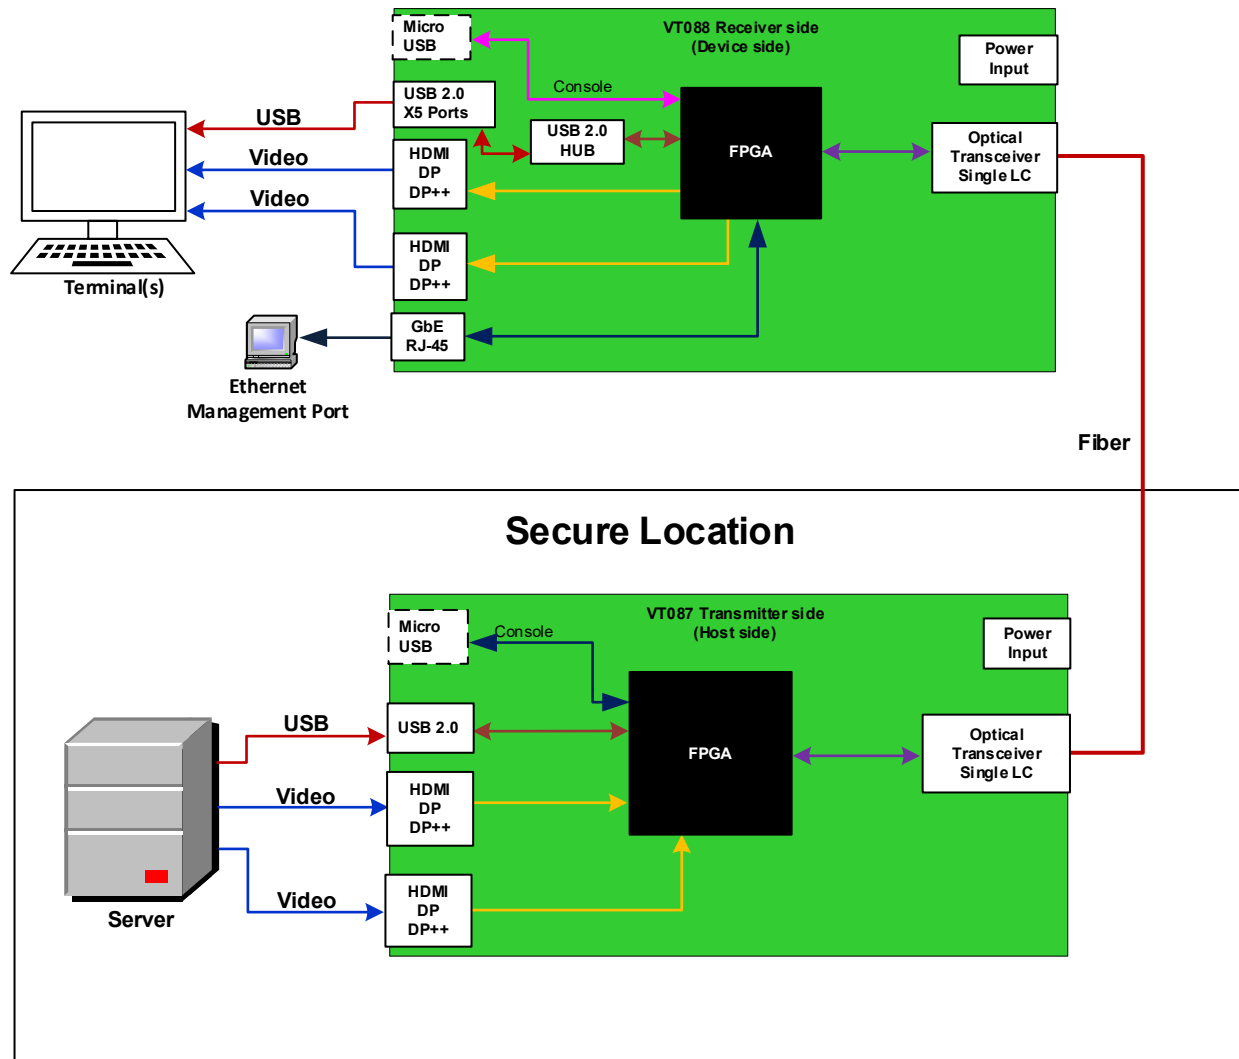 VT088 Receiver side
(Device side)
Micro
USB
Power
Input
Console
USB 2.0
X5 Ports
USB
USB 2.0
HUB
FPGA
Optical
Transceiver
Single LC
Video
HDMI
DP
DP++
Video
HDMI
DP
DP++
Terminal(s)
GbE
RJ-45
Ethernet
Management Port
Fiber
Secure Location
VT087 Transmitter side
(Host side)
Micro
USB
Console
Power
Input
USB
USB 2.0
FPGA
Optical
Transceiver
Single LC
Video
HDMI
DP
DP++
Video
HDMI
DP
DP++
Server